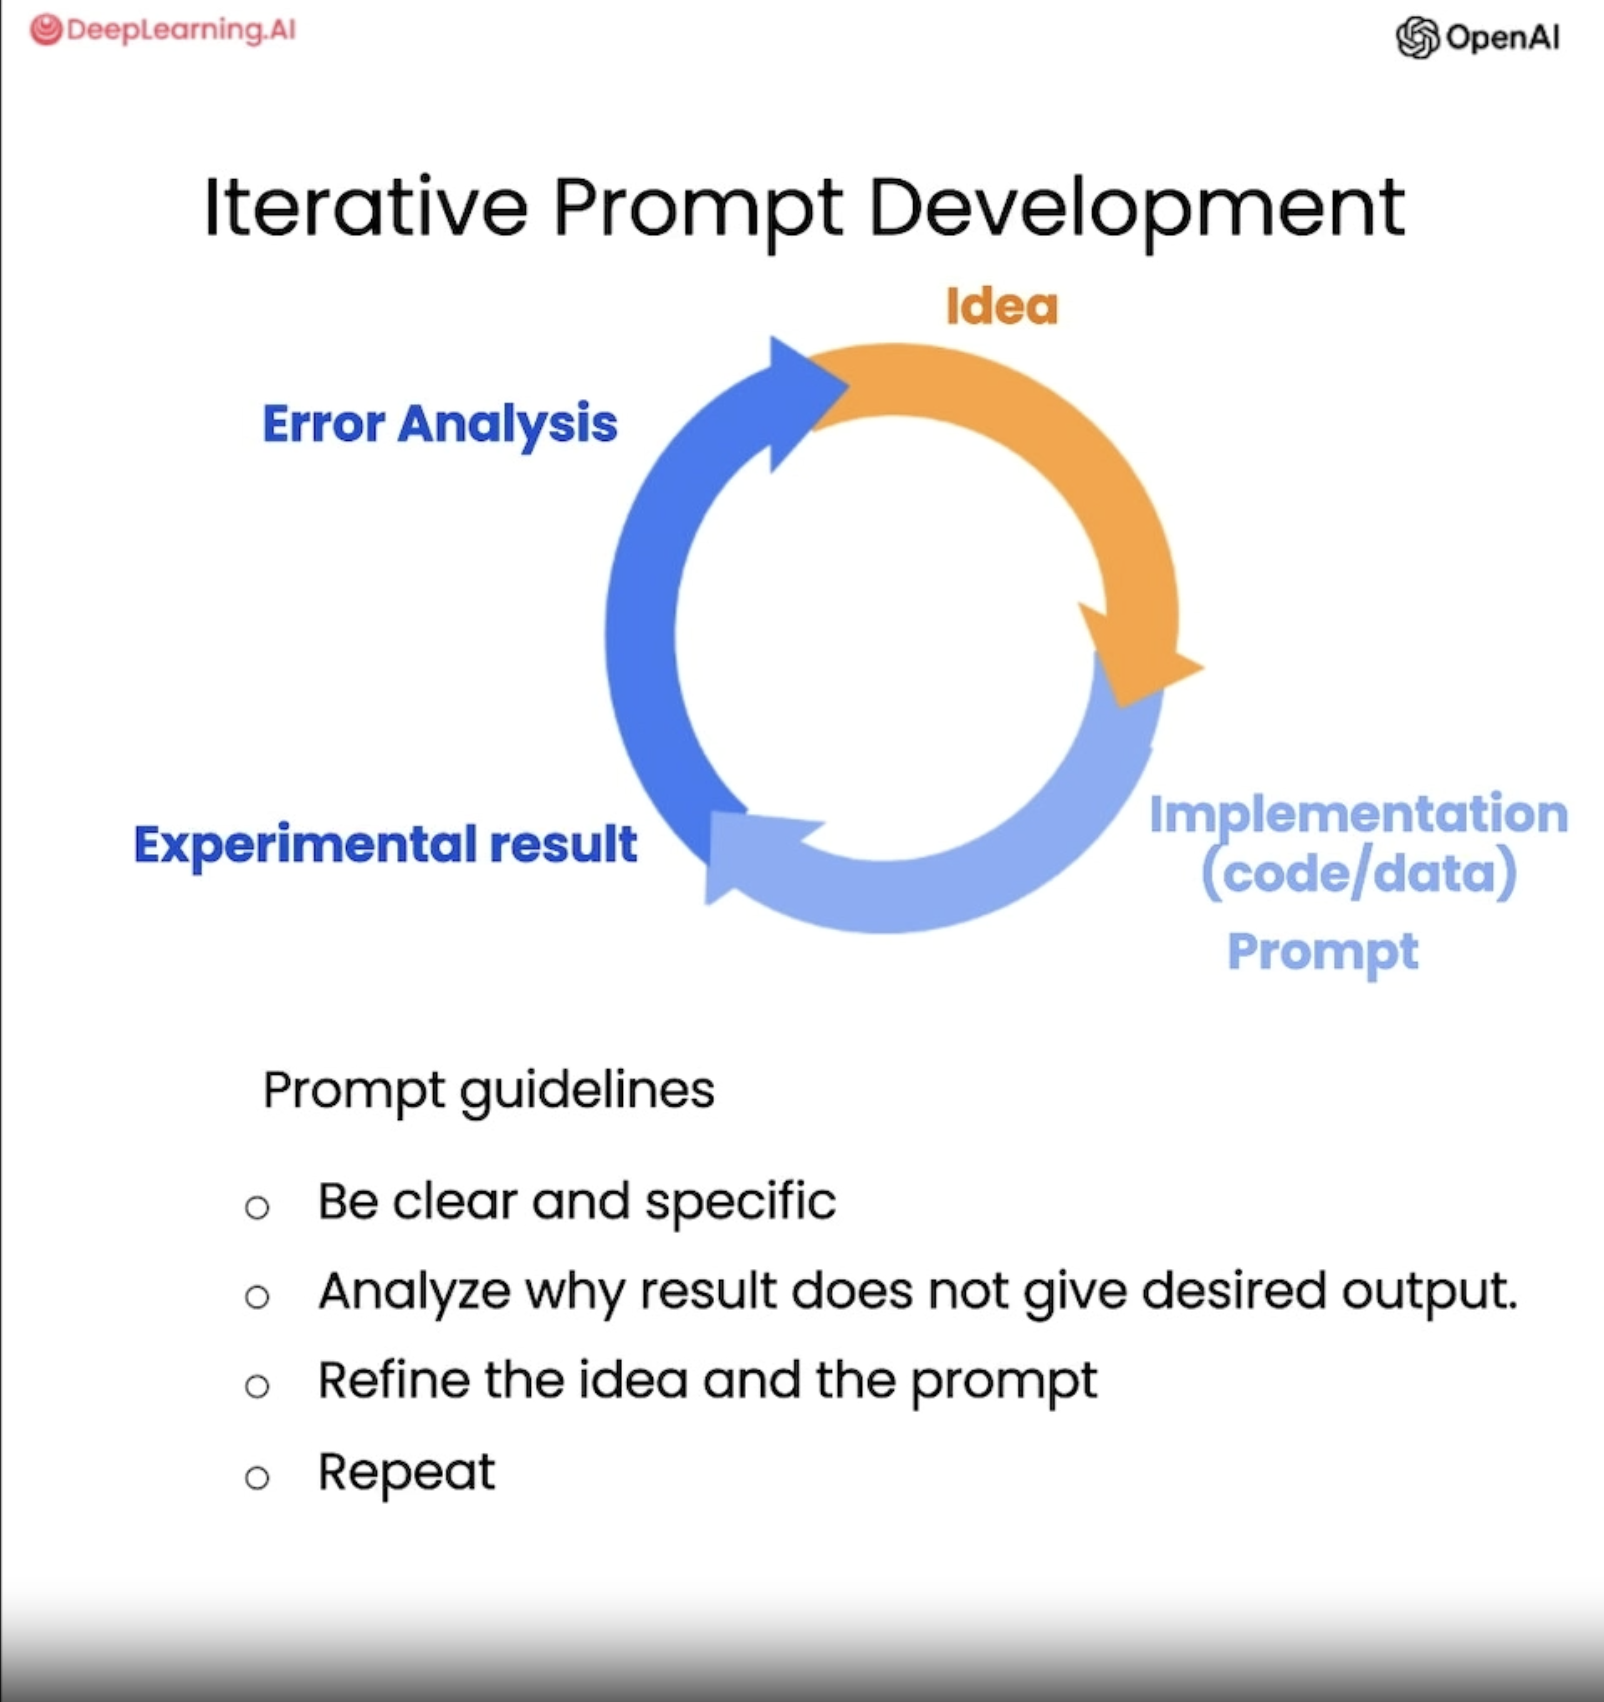 DeepLearning.AI
OpenAI
Iterative Prompt Development
Idea
Error Analysis
Experimental result
Implementation
(code/data)
Prompt
Prompt guidelines
Be clear and specific
Analyze why result does not give desired output.
Refine the idea and the prompt
Repeat